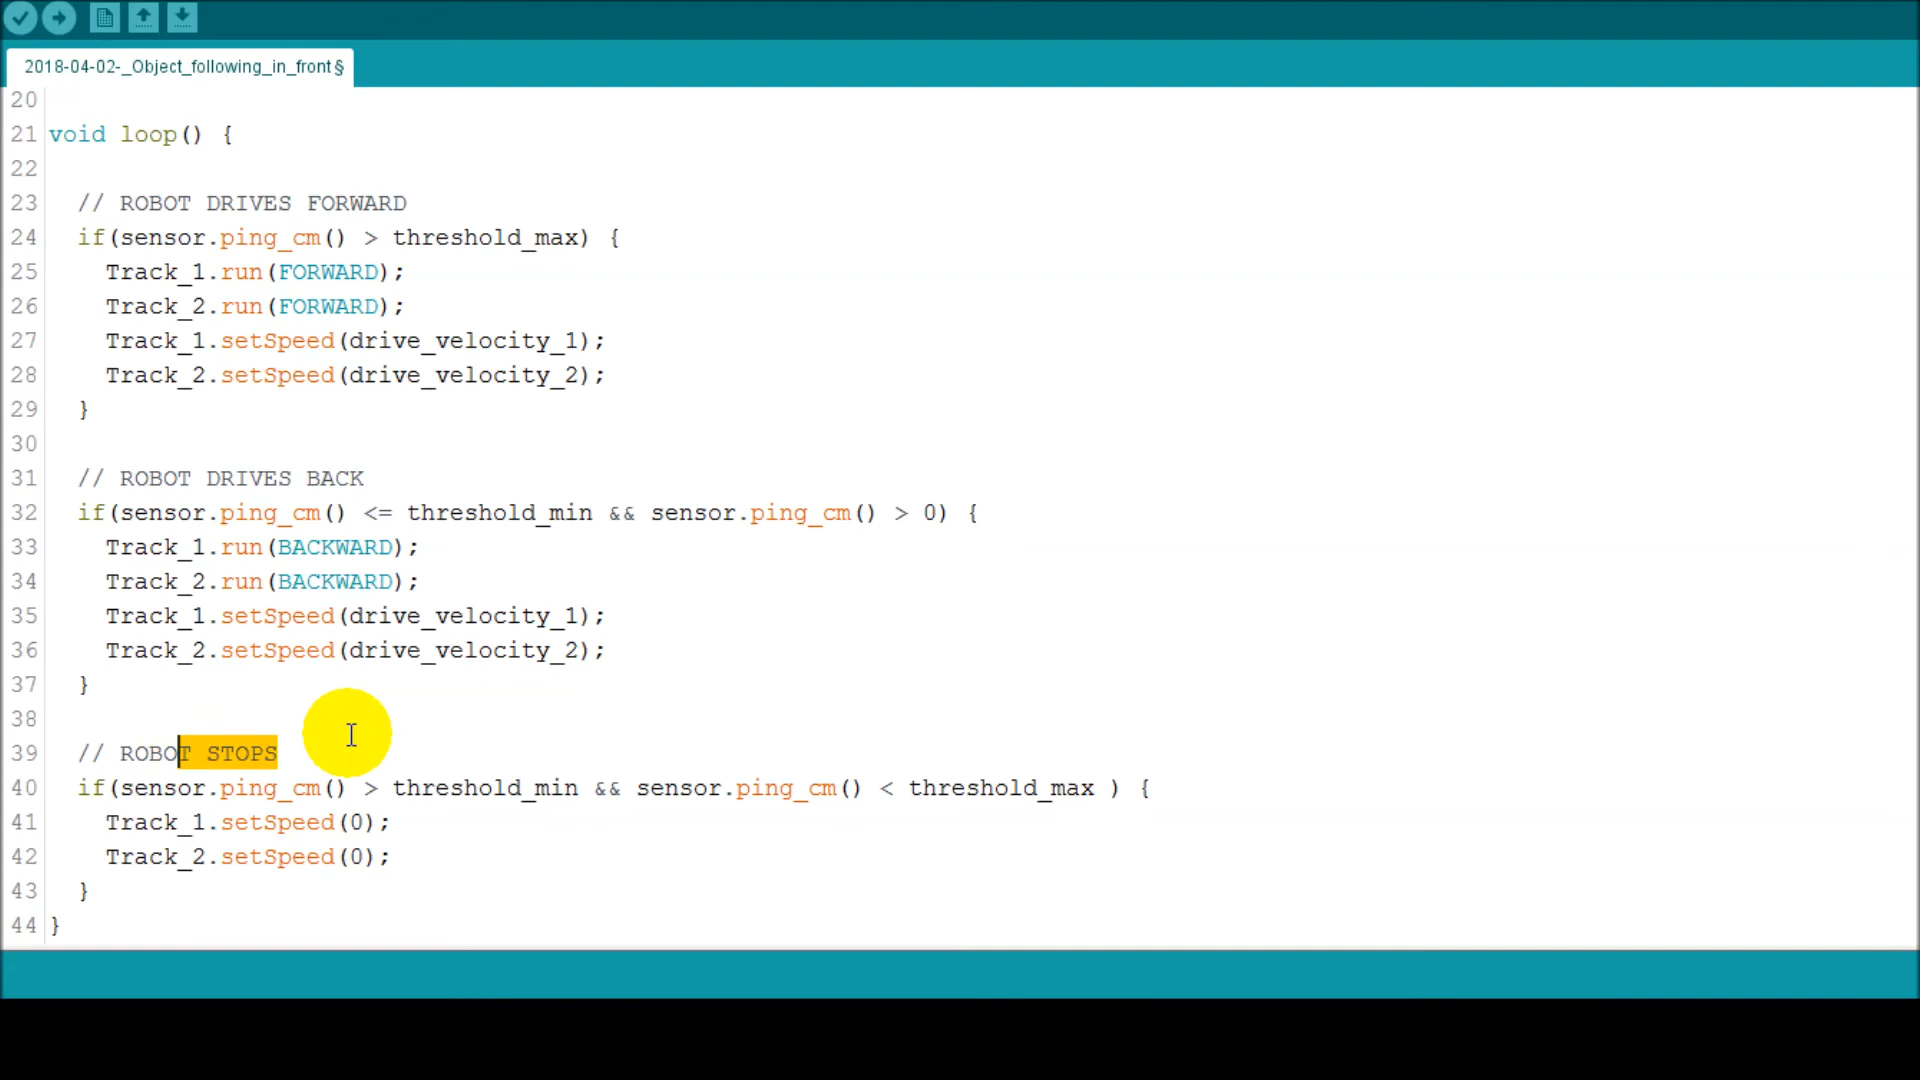 2018-04-02-_Object_following_in_front§
20
21 void loop() {
22
23 // ROBOT DRIVES FORWARD
24 if(sensor.ping_cm() > threshold_max) {
25 Track_1.run(FORWARD);
26 Track_2.run(FORWARD);
27 Track_1.setSpeed(drive_velocity_1);
28 Track_2.setSpeed(drive_velocity_2);
29 }
30
31 // ROBOT DRIVES BACK
32 if(sensor.ping_cm() <= threshold_min && sensor.ping_cm() > 0) {
33 Track_1.run(BACKWARD);
34 Track_2.run(BACKWARD);
35 Track_1.setSpeed(drive_velocity_1);
36 Track_2.setSpeed(drive_velocity_2);
37 }
38
39 // ROBOT STOPS
40 if(sensor.ping_cm() > threshold_min && sensor.ping_cm() < threshold_max ) {
41 Track_1.setSpeed(0);
42 Track_2.setSpeed(0);
43 }
44 }